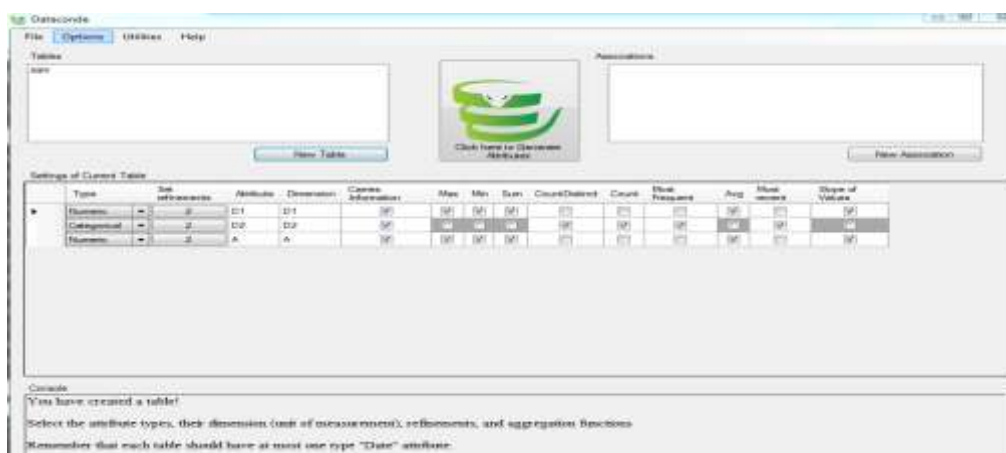 Dataconda
File Options Utilities Help
Tables
Associations
Click here to Generate
Attributes
New Table
New Association
Settings of Current Table
Type Set refinements Attribute Dimension Carries Information Max Min Sum CountDistinct Count Most Frequent Avg Most recent Slope of Values
Numeric 2 D1 D1
Categorical 2 D2 D2
Numeric 2 A A
Console
You have created a table!
Select the attribute types, their dimension (unit of measurement), refinements, and aggregation functions
Remember that each table should have at most one type "Date" attribute.